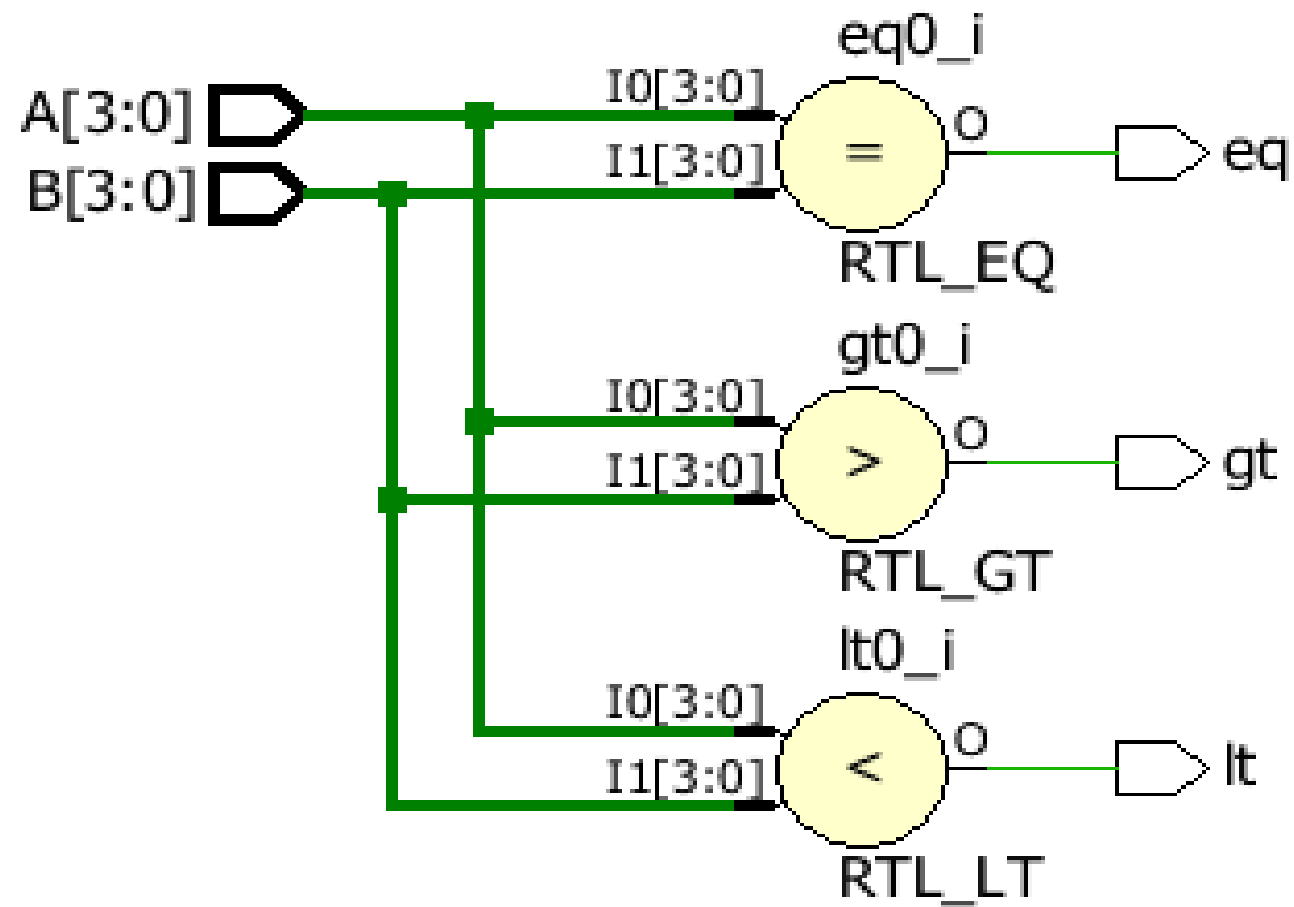 eq0_i
A[3:0]
I0[3:0]
O
B[3:0]
I1[3:0]
=
eq
RTL_EQ
gt0_i
I0[3:0]
O
I1[3:0]
>
gt
RTL_GT
lt0_i
I0[3:0]
O
I1[3:0]
<
lt
RTL_LT